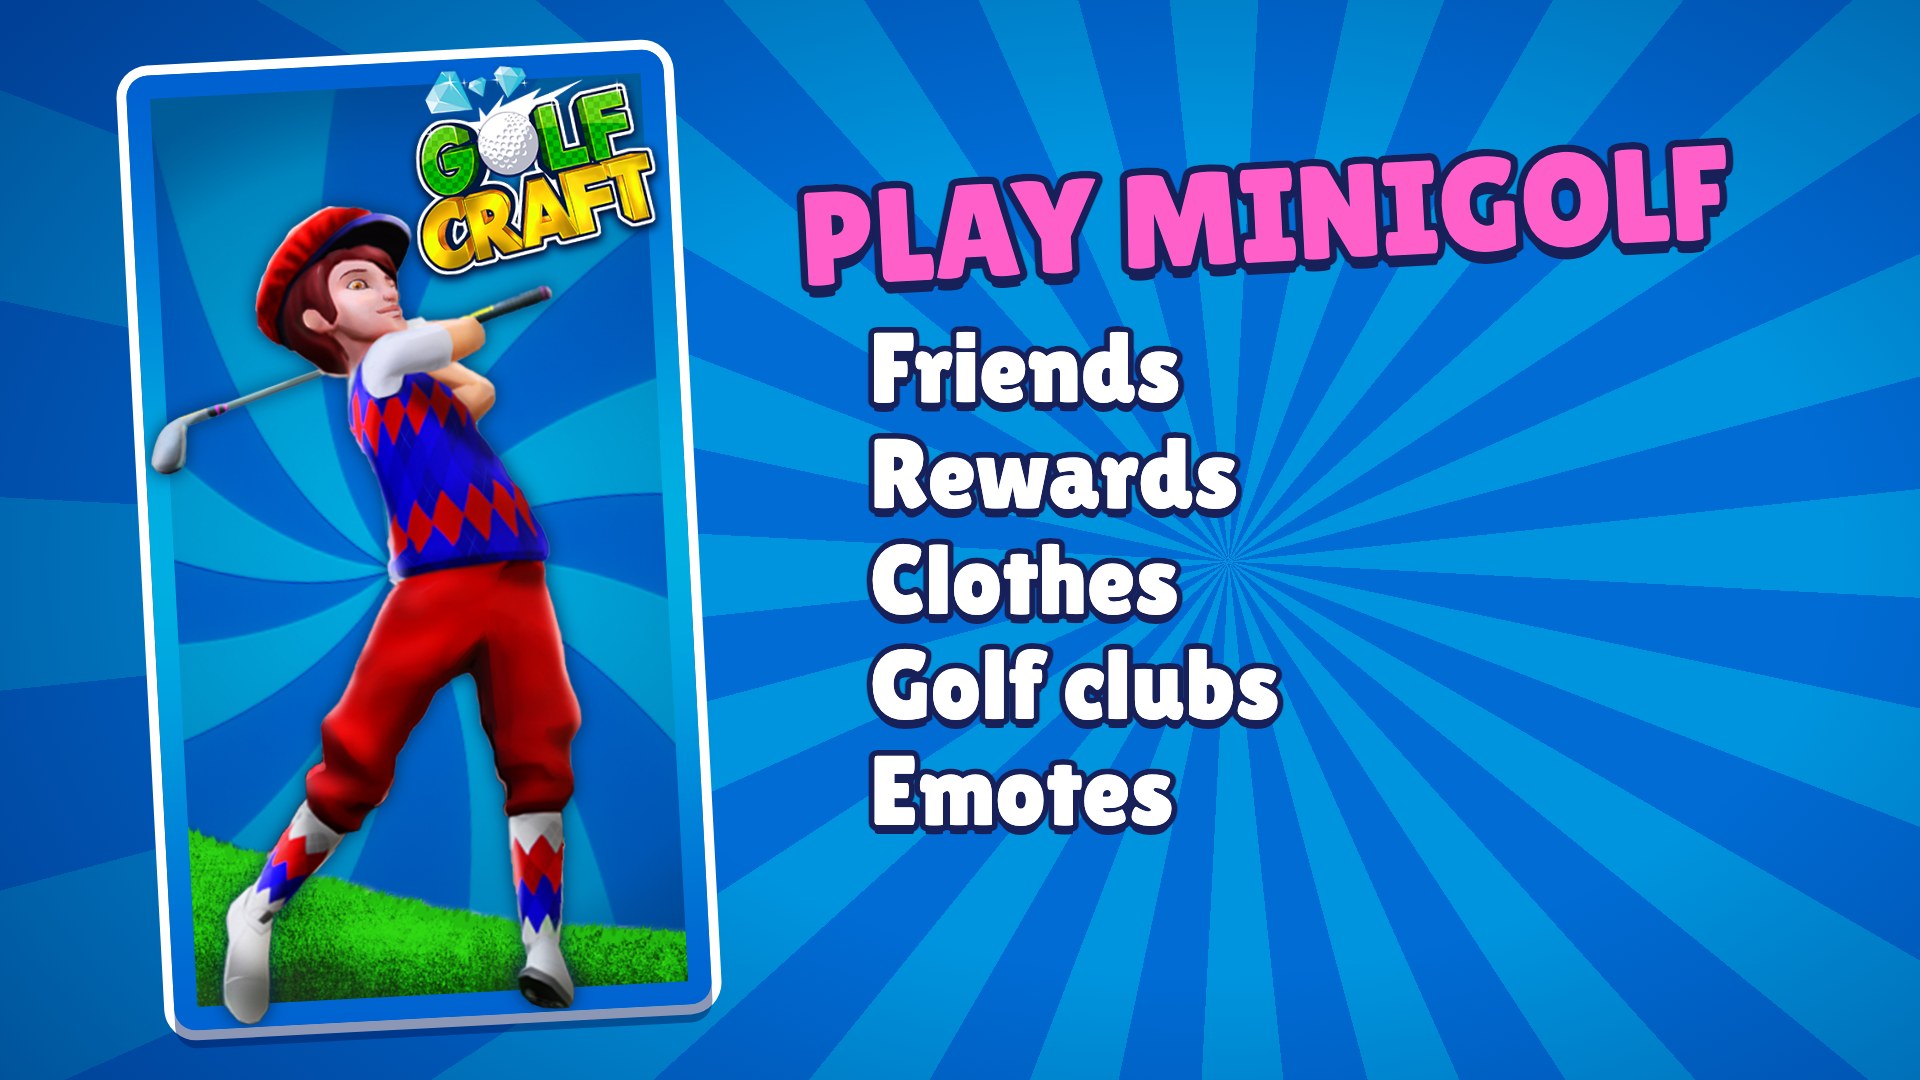 GOLF
CRAFT
PLAY MINIGOLF
Friends
Rewards
Clothes
Golf clubs
Emotes